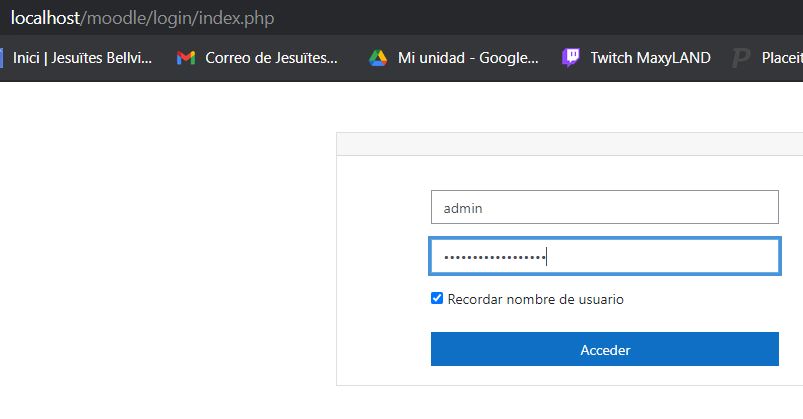 localhost/moodle/login/index.php
Inici | Jesuïtes Bellvi... Correo de Jesuïtes... Mi unidad - Google... Twitch MaxyLAND Placeit
admin
••••••••••••••••••
Recordar nombre de usuario
Acceder